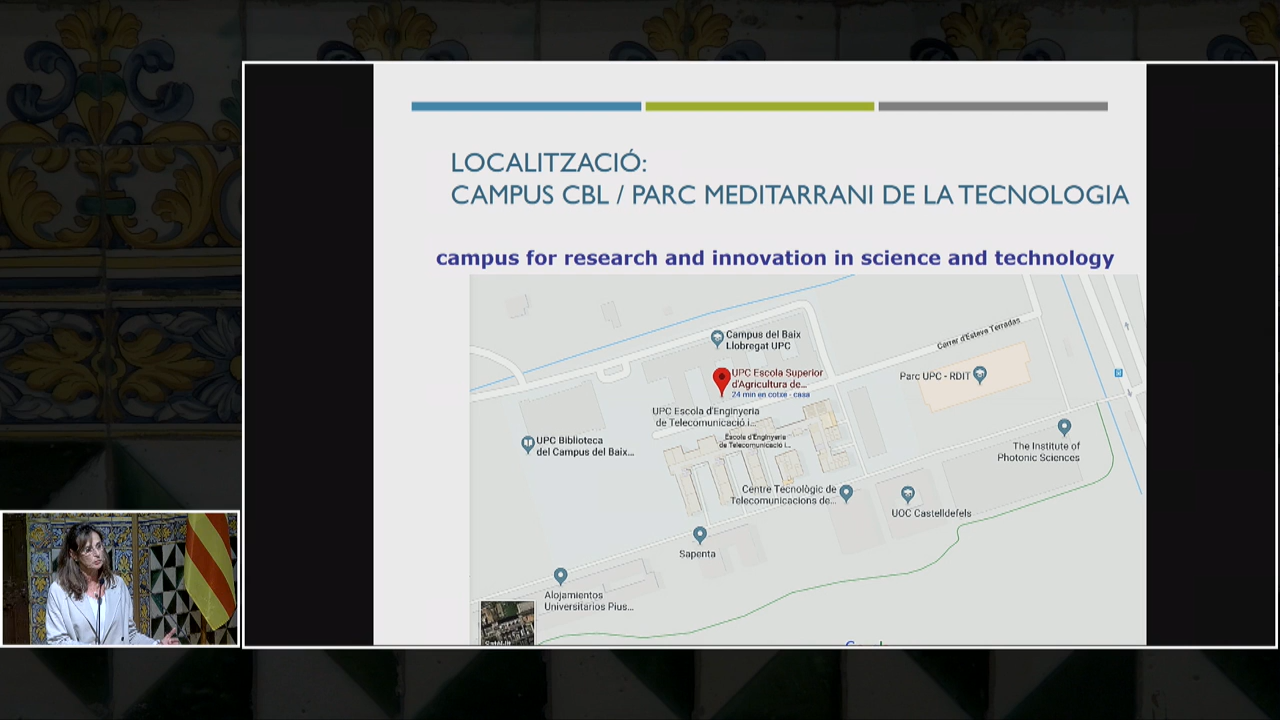 LOCALITZACIÓ:
CAMPUS CBL / PARC MEDITARRANI DE LA TECNOLOGIA
campus for research and innovation in science and technology
Campus del Baix
Llobregat UPC
Carrer d'Esteve Terradas
UPC Escola Superior
d'Agricultura de...
24 min en cotxe - casa
Parc UPC - RDIT
UPC Escola d'Enginyeria
de Telecomunicació i...
Escola d'Enginyeria
de Telecomunicació i...
UPC Biblioteca
del Campus del Baix...
The Institute of
Photonic Sciences
Centre Tecnològic de
Telecomunicacions de...
UOC Castelldefels
Sapenta
Alojamientos
Universitarios Pius...